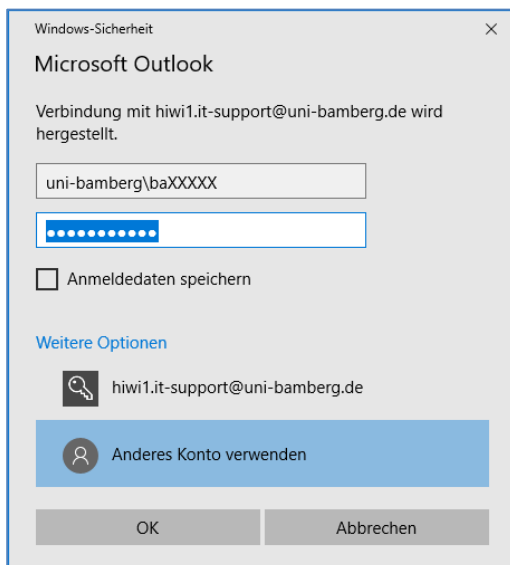 Windows-Sicherheit
Microsoft Outlook
Verbindung mit hiwi1.it-support@uni-bamberg.de wird
hergestellt.
uni-bamberg\baXXXXX
●●●●●●●●●●●
Anmeldedaten speichern
Weitere Optionen
hiwi1.it-support@uni-bamberg.de
Anderes Konto verwenden
OK Abbrechen